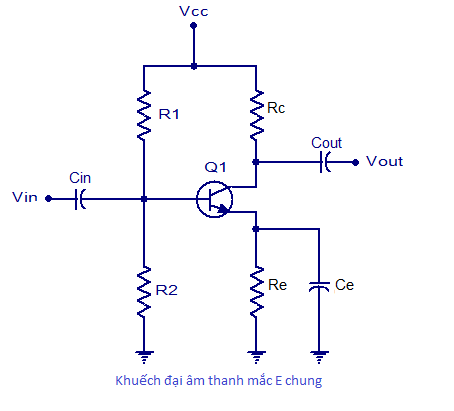 Vcc
R1
Rc
Cout
Vout
Q1
Cin
Vin
R2
Re
Ce
Khuếch đại âm thanh mắc E chung